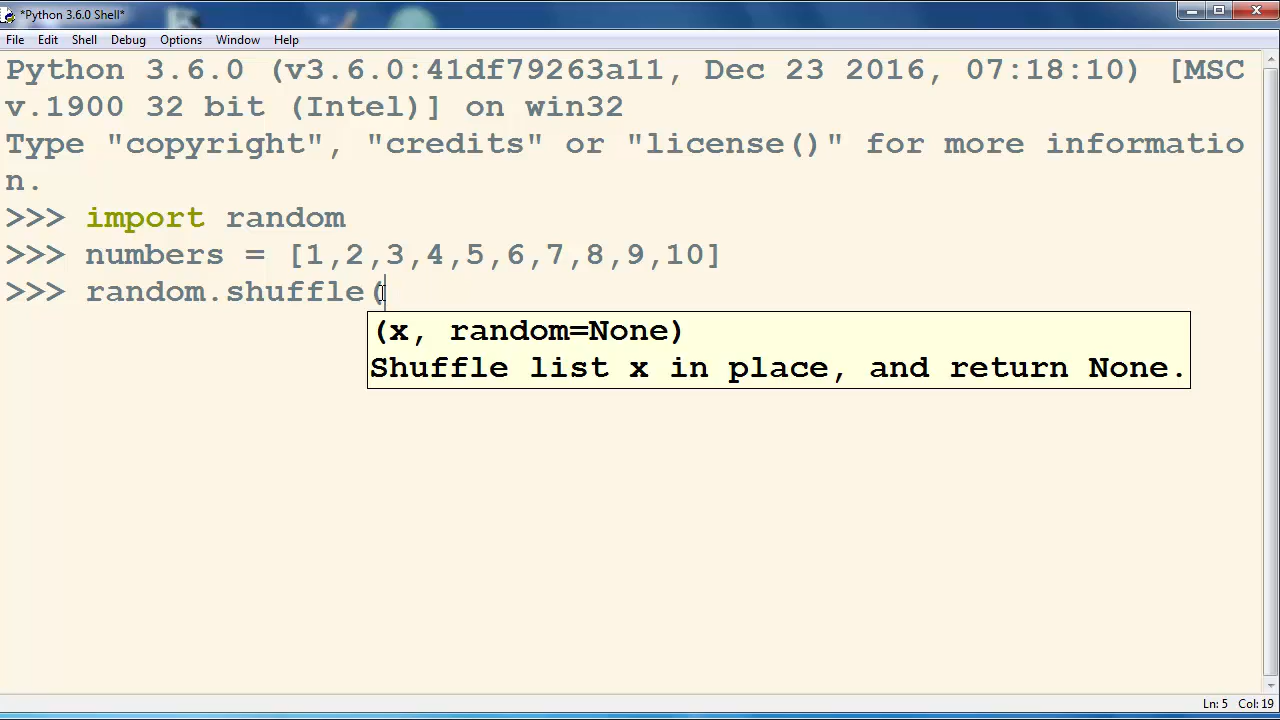 *Python 3.6.0 Shell*
File Edit Shell Debug Options Window Help
Python 3.6.0 (v3.6.0:41df79263a11, Dec 23 2016, 07:18:10) [MSC
v.1900 32 bit (Intel)] on win32
Type "copyright", "credits" or "license()" for more informatio
n.
>>> import random
>>> numbers = [1,2,3,4,5,6,7,8,9,10]
>>> random.shuffle(
(x, random=None)
Shuffle list x in place, and return None.
Ln: 5 Col: 19